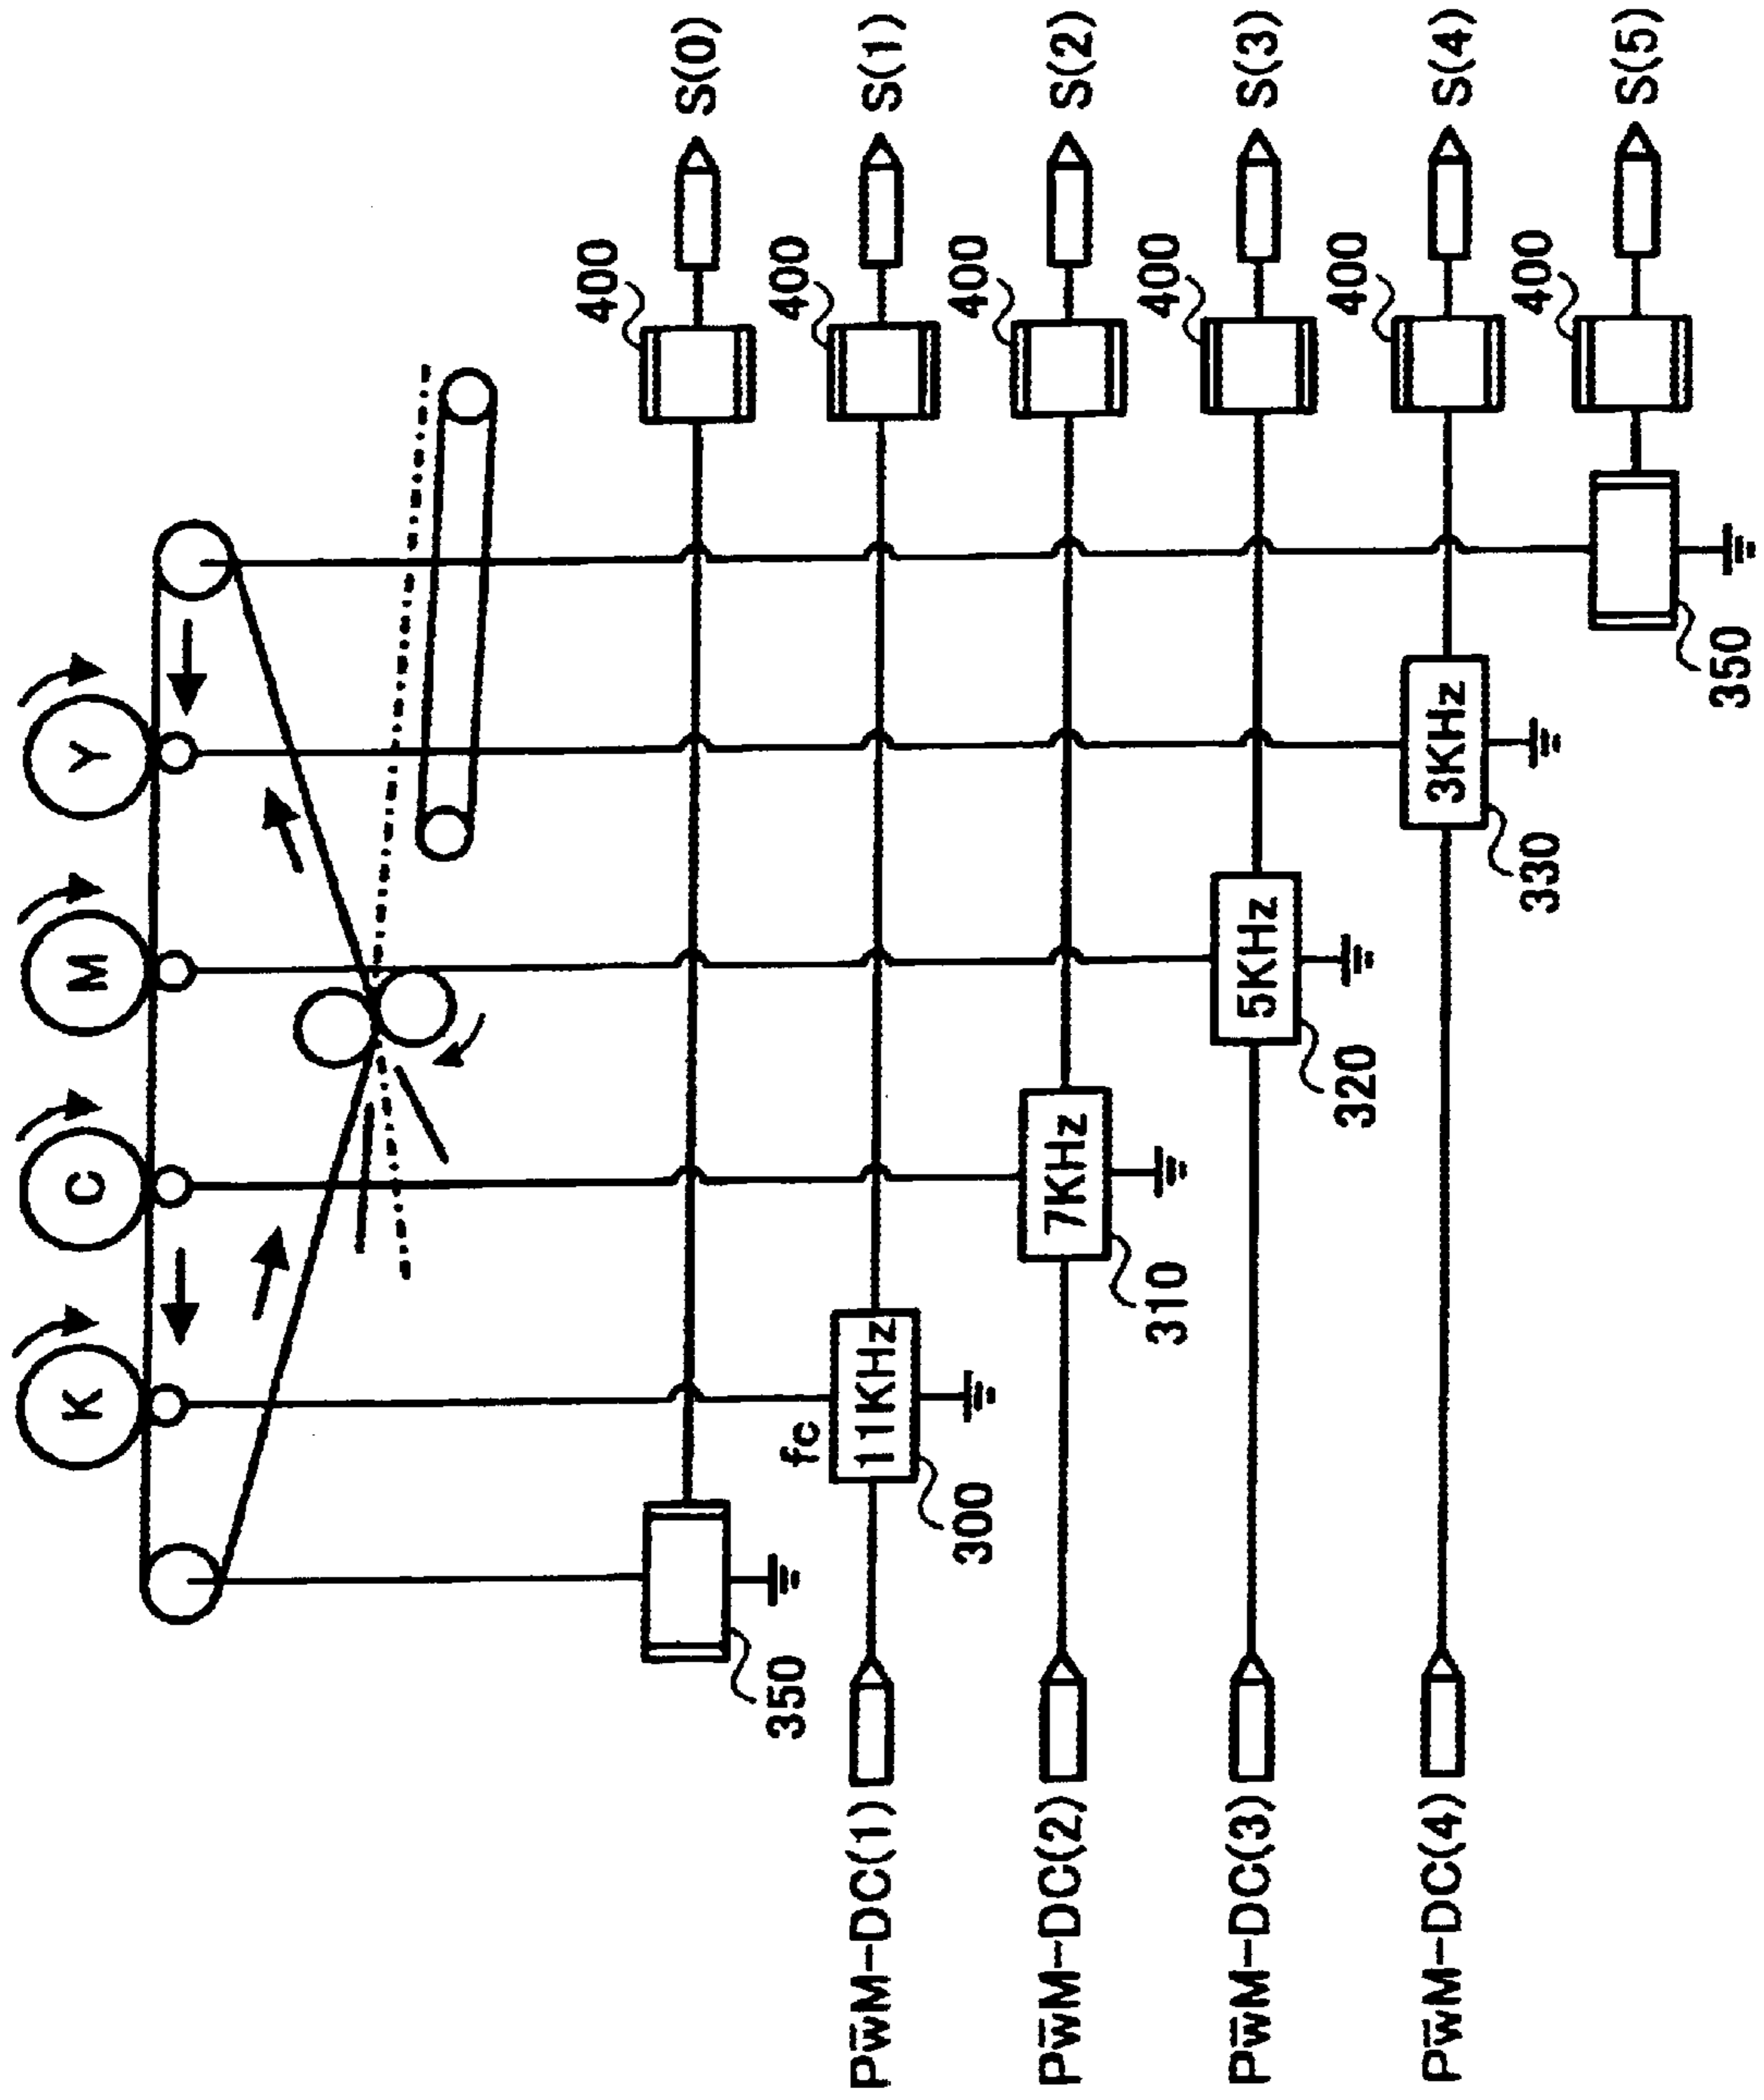 K
C
M
Y
400
S(0)
350
400
S(1)
fc
11KHz
300
PWM-DC(1)
400
S(2)
7KHz
310
PWM-DC(2)
400
S(3)
5KHz
320
PWM-DC(3)
400
S(4)
3KHz
330
PWM-DC(4)
400
S(5)
350